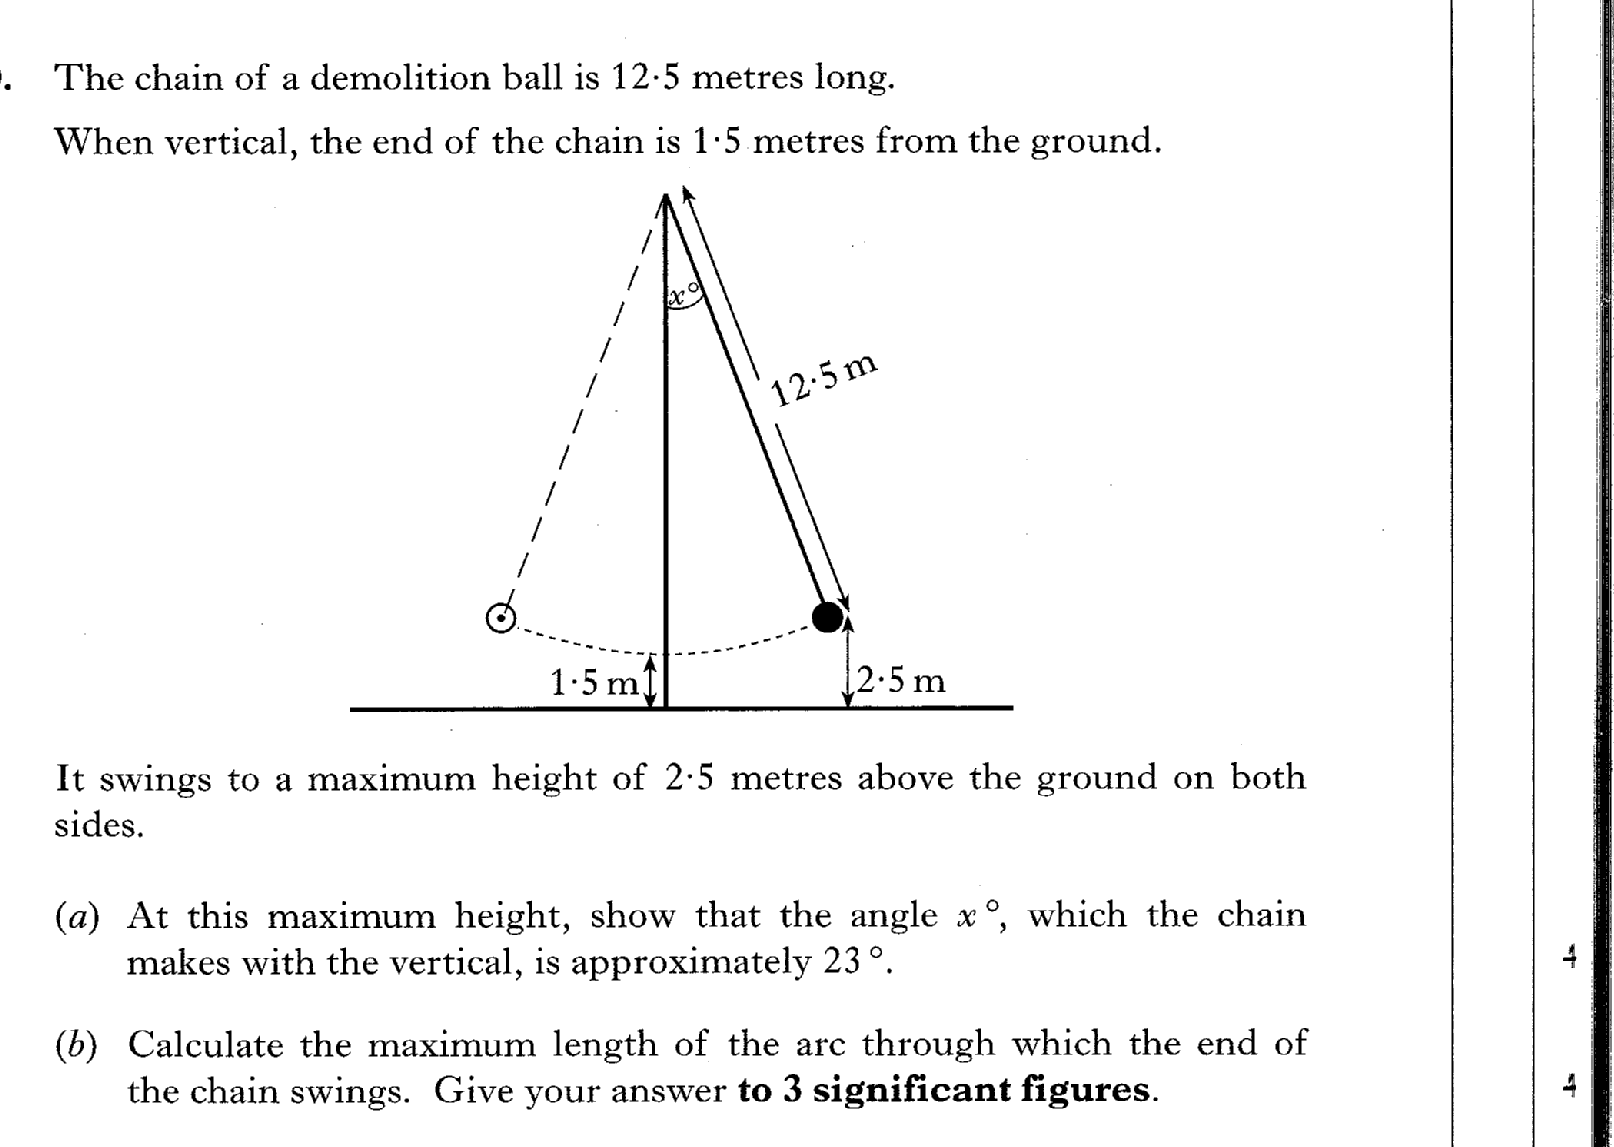 .
The chain of a demolition ball is 12·5 metres long.
When vertical, the end of the chain is 1·5 metres from the ground.
x°
12·5 m
1·5 m
2·5 m
It swings to a maximum height of 2·5 metres above the ground on both
sides.
(a) At this maximum height, show that the angle x °, which the chain
makes with the vertical, is approximately 23 °.
4
(b) Calculate the maximum length of the arc through which the end of
the chain swings. Give your answer to 3 significant figures.
4